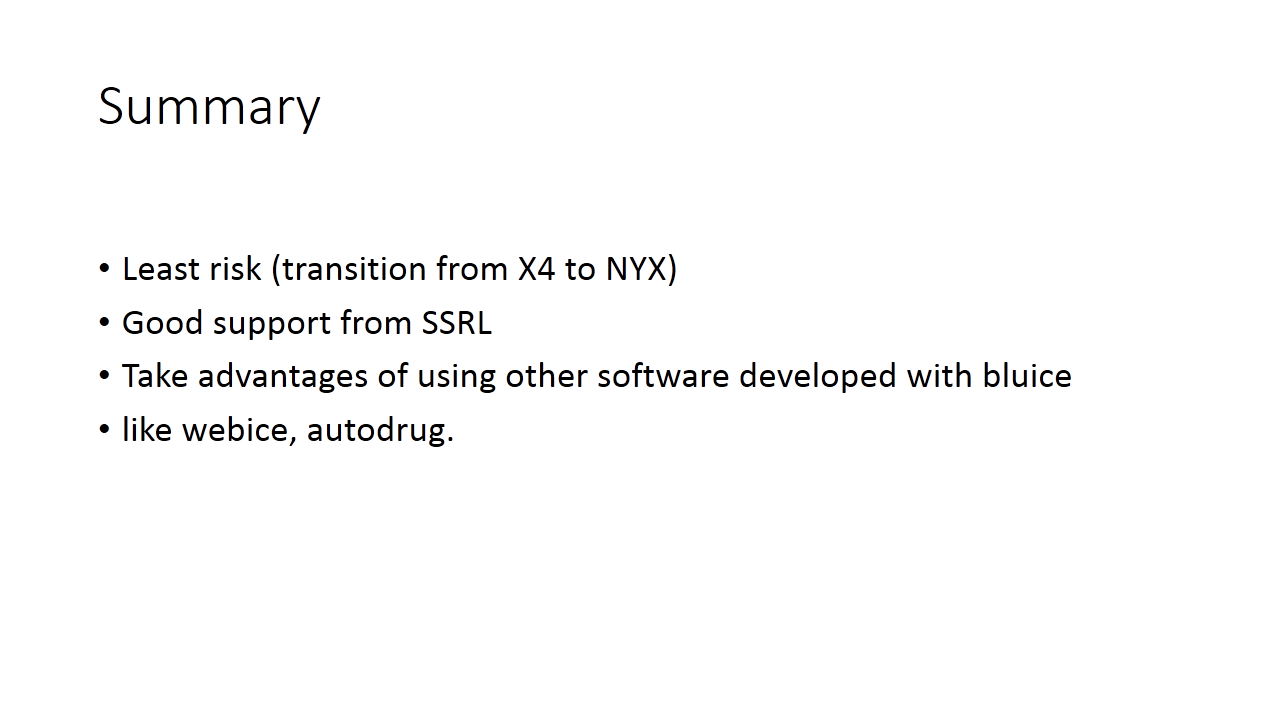 Summary
• Least risk (transition from X4 to NYX)
• Good support from SSRL
• Take advantages of using other software developed with bluice
• like webice, autodrug.